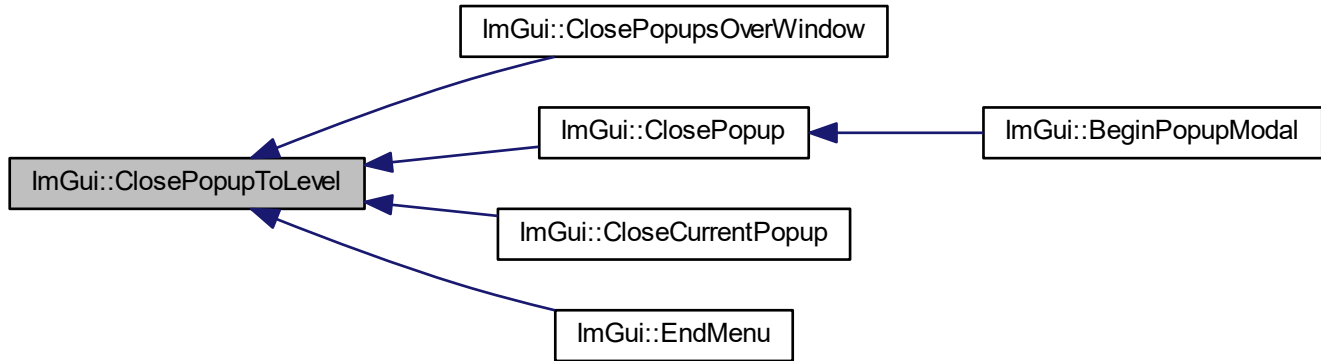 ImGui::ClosePopupsOverWindow
ImGui::ClosePopup
ImGui::BeginPopupModal
ImGui::ClosePopupToLevel
ImGui::CloseCurrentPopup
ImGui::EndMenu